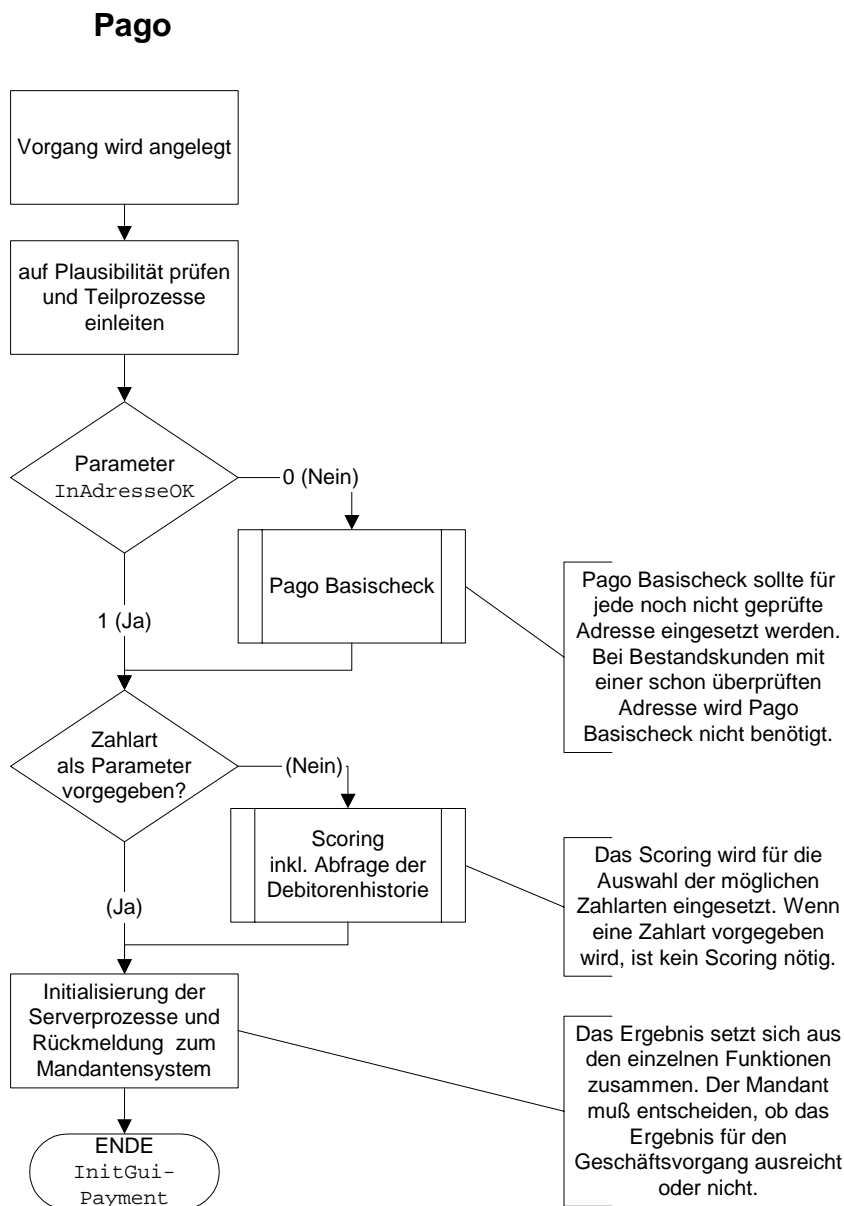 Pago
Vorgang wird angelegt
auf Plausibilität prüfen
und Teilprozesse
einleiten
Parameter
InAdresseOK
0 (Nein)
Pago Basischeck
Pago Basischeck sollte für
jede noch nicht geprüfte
Adresse eingesetzt werden.
Bei Bestandskunden mit
einer schon überprüften
Adresse wird Pago
Basischeck nicht benötigt.
1 (Ja)
Zahlart
als Parameter
vorgegeben?
(Nein)
Scoring
inkl. Abfrage der
Debitorenhistorie
Das Scoring wird für die
Auswahl der möglichen
Zahlarten eingesetzt. Wenn
eine Zahlart vorgegeben
wird, ist kein Scoring nötig.
(Ja)
Initialisierung der
Serverprozesse und
Rückmeldung zum
Mandantensystem
Das Ergebnis setzt sich aus
den einzelnen Funktionen
zusammen. Der Mandant
muß entscheiden, ob das
Ergebnis für den
Geschäftsvorgang ausreicht
oder nicht.
ENDE
InitGui-
Payment